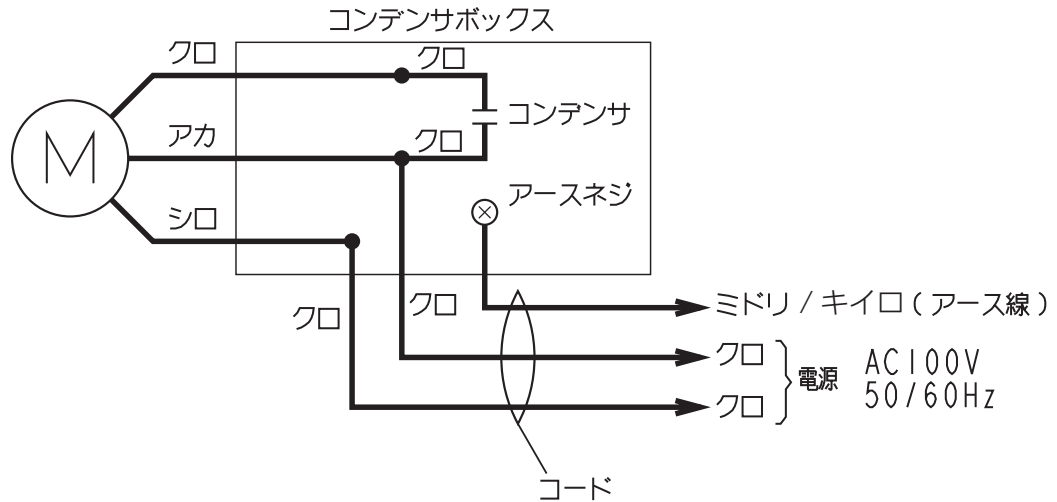 コンデンサボックス
クロ
クロ
コンデンサ
アカ
クロ
M
アースネジ
シロ
クロ
クロ
ミドリ/キイロ(アース線)
クロ
電源
AC100V
50/60Hz
クロ
コード